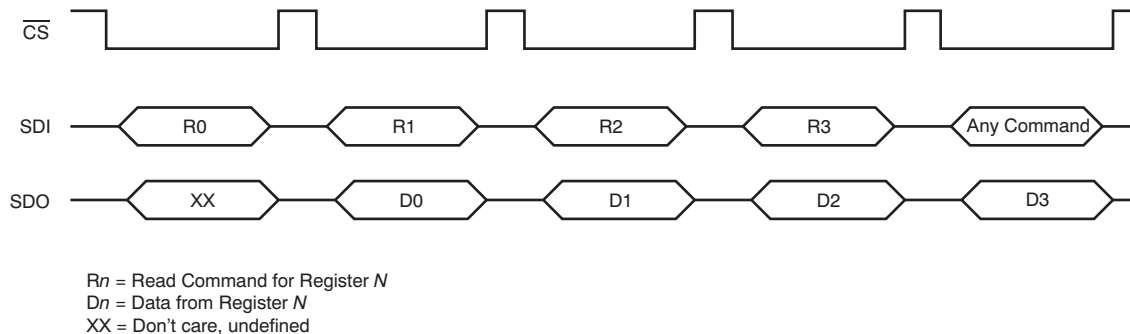 CS
SDI R0 R1 R2 R3 Any Command
SDO XX D0 D1 D2 D3
Rn = Read Command for Register N
Dn = Data from Register N
XX = Don't care, undefined